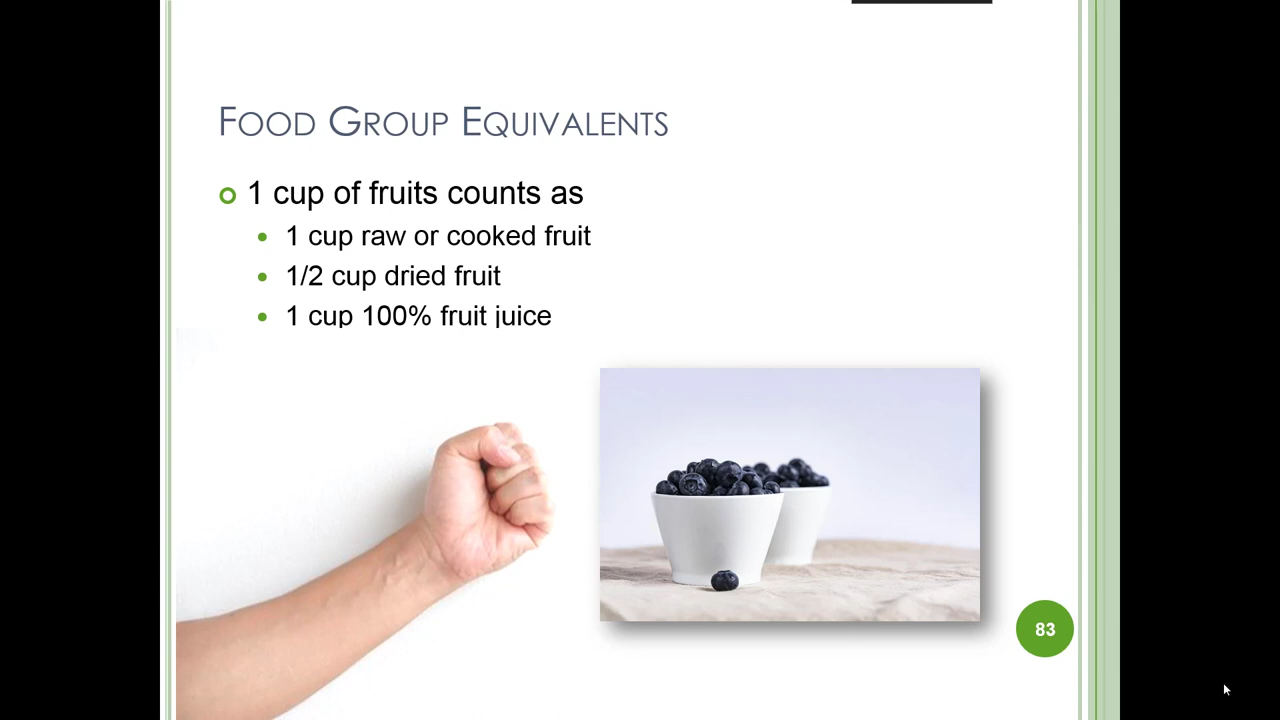 Food Group Equivalents
1 cup of fruits counts as
1 cup raw or cooked fruit
1/2 cup dried fruit
1 cup 100% fruit juice
83